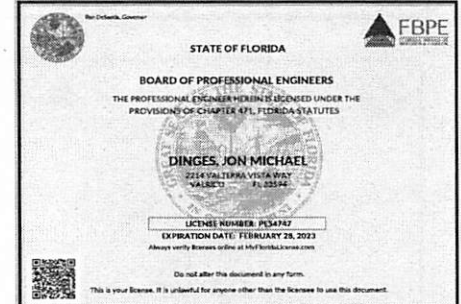 Ron DeSantis, Governor
FBPE
STATE OF FLORIDA
BOARD OF PROFESSIONAL ENGINEERS
THE PROFESSIONAL ENGINEER HEREIN IS LICENSED UNDER THE
PROVISIONS OF CHAPTER 471, FLORIDA STATUTES
DINGES, JON MICHAEL
2214 VALTERRA VISTA WAY
VALRICO FL 33594
LICENSE NUMBER: PE54747
EXPIRATION DATE: FEBRUARY 28, 2023
Always verify licenses online at MyFloridaLicense.com
Do not alter this document in any form.
This is your license. It is unlawful for anyone other than the licensee to use this document.